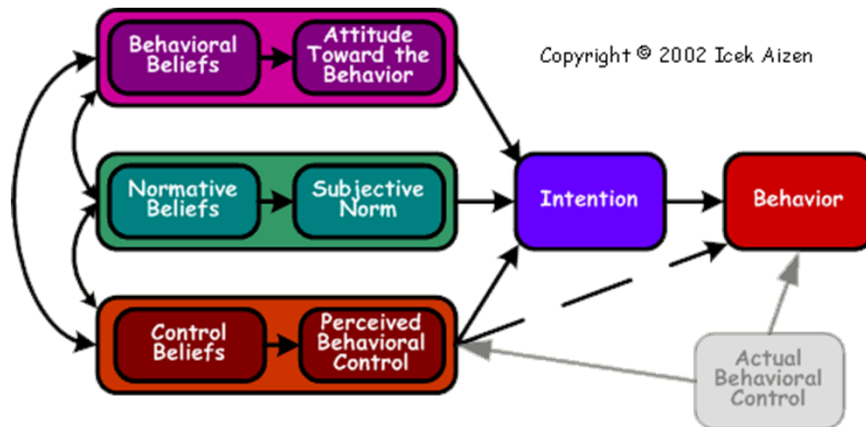 Behavioral
Beliefs
Attitude
Toward the
Behavior
Copyright © 2002 Icek Aizen
Normative
Beliefs
Subjective
Norm
Intention
Behavior
Control
Beliefs
Perceived
Behavioral
Control
Actual
Behavioral
Control